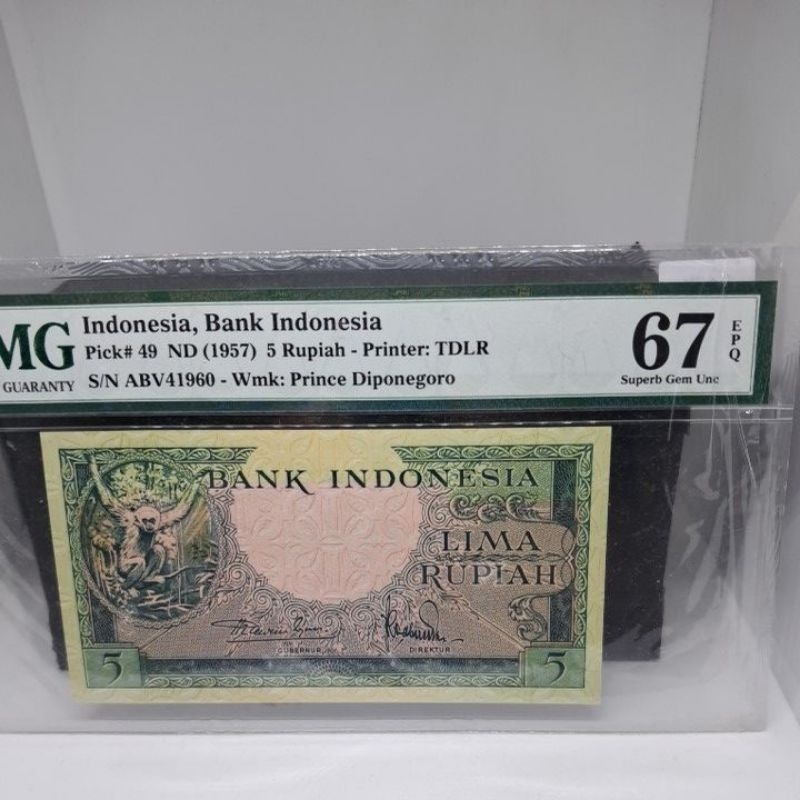 MG
GUARANTY
Indonesia, Bank Indonesia
Pick# 49 ND (1957) 5 Rupiah - Printer: TDLR
S/N ABV41960 - Wmk: Prince Diponegoro
67
EPQ
Superb Gem Unc
BANK INDONESIA
LIMA
RUPIAH
GUBERNUR
DIREKTUR
5
5